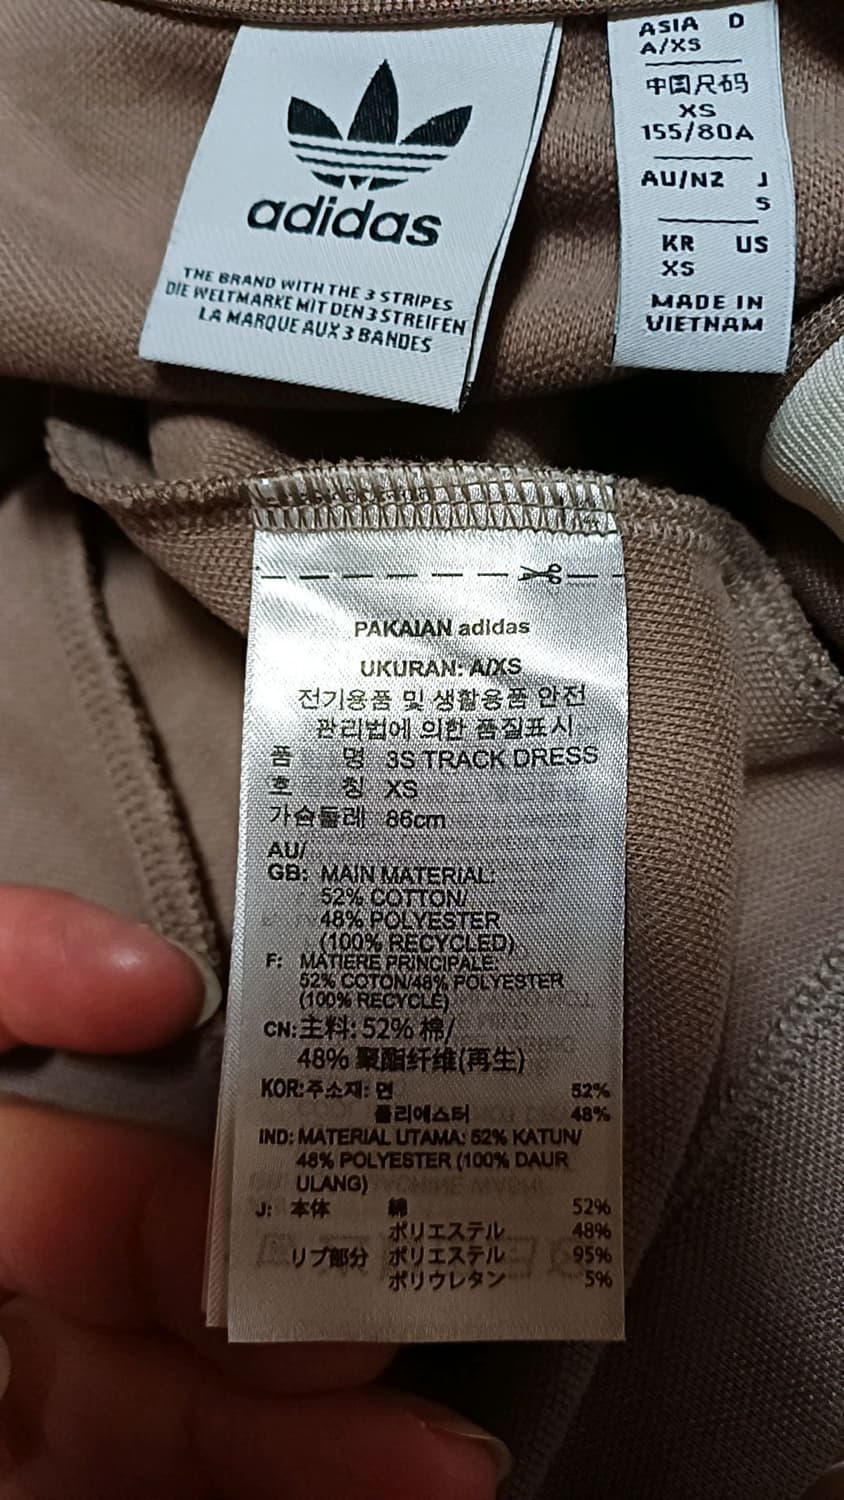 adidas
THE BRAND WITH THE 3 STRIPES
DIE WELTMARKE MIT DEN 3 STREIFEN
LA MARQUE AUX 3 BANDES
ASIA D
A/XS
中国尺码
XS
155/80A
AU/NZ J
S
KR US
XS
MADE IN
VIETNAM
PAKAIAN adidas
UKURAN: A/XS
전기용품 및 생활용품 안전
관리법에 의한 품질표시
품 명 3S TRACK DRESS
호 칭 XS
가슴둘레 86cm
AU/
GB: MAIN MATERIAL:
52% COTTON/
48% POLYESTER
(100% RECYCLED)
F: MATIERE PRINCIPALE:
52% COTON/48% POLYESTER
(100% RECYCLÉ)
CN: 主料: 52% 棉/
48% 聚酯纤维(再生)
KOR: 주소재: 면 52%
폴리에스터 48%
IND: MATERIAL UTAMA: 52% KATUN/
48% POLYESTER (100% DAUR
ULANG)
J: 本体 綿 52%
ポリエステル 48%
リブ部分 ポリエステル 95%
ポリウレタン 5%